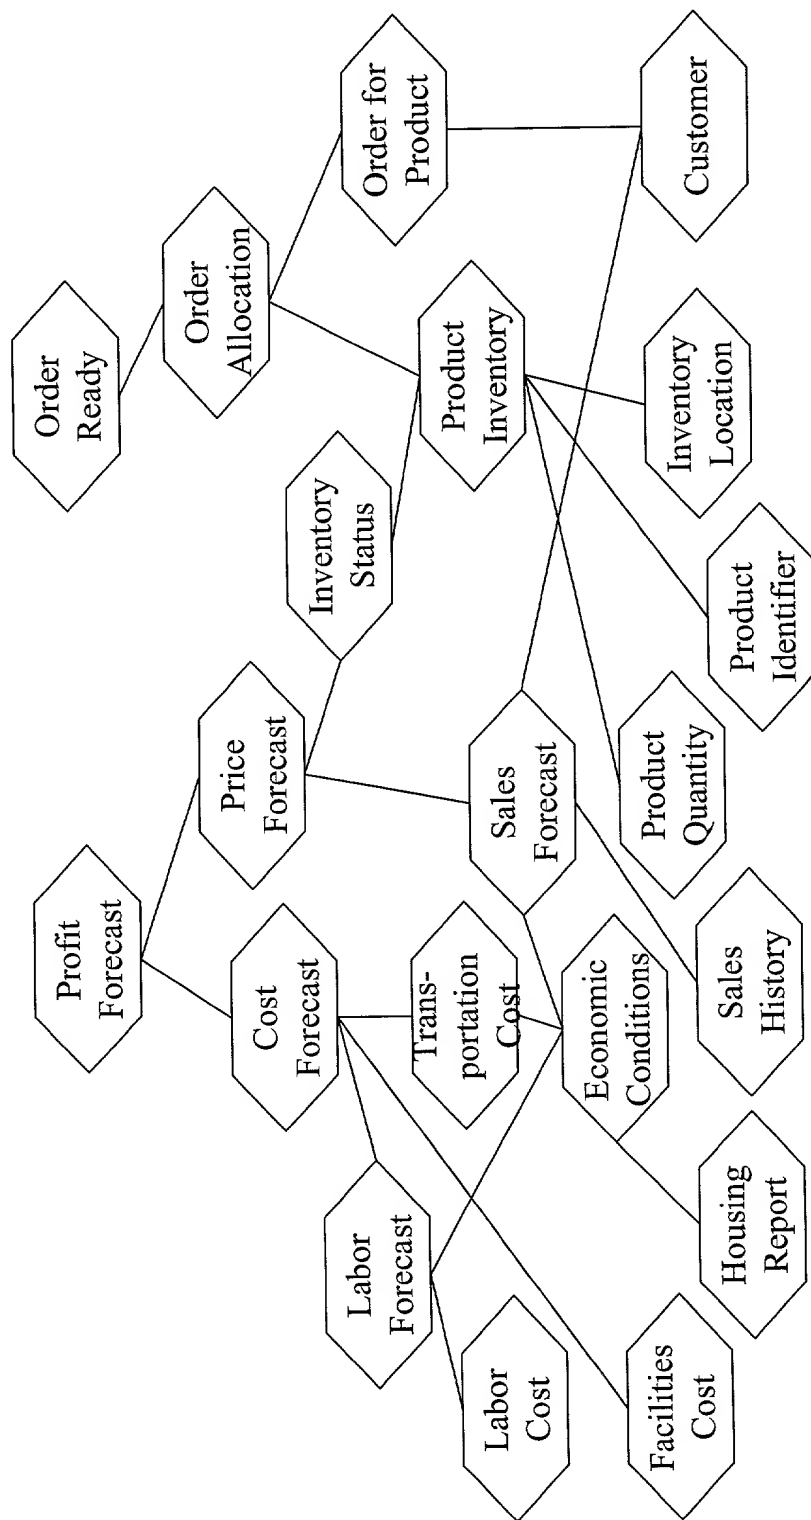 Order
Ready
Order
Allocation
Order for
Product
Profit
Forecast
Price
Forecast
Inventory
Status
Product
Inventory
Customer
Cost
Forecast
Sales
Forecast
Inventory
Location
Labor
Forecast
Trans-
portation
Cost
Product
Identifier
Economic
Conditions
Product
Quantity
Labor
Cost
Sales
History
Facilities
Cost
Housing
Report